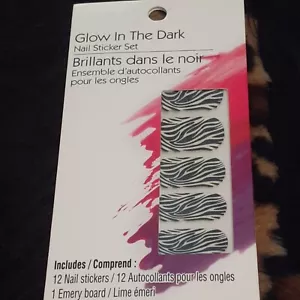 Glow In The Dark
Nail Sticker Set
Brillants dans le noir
Ensemble d'autocollants
pour les ongles
Includes / Comprend :
12 Nail stickers / 12 Autocollants pour les ongles
1 Emery board / Lime émeri